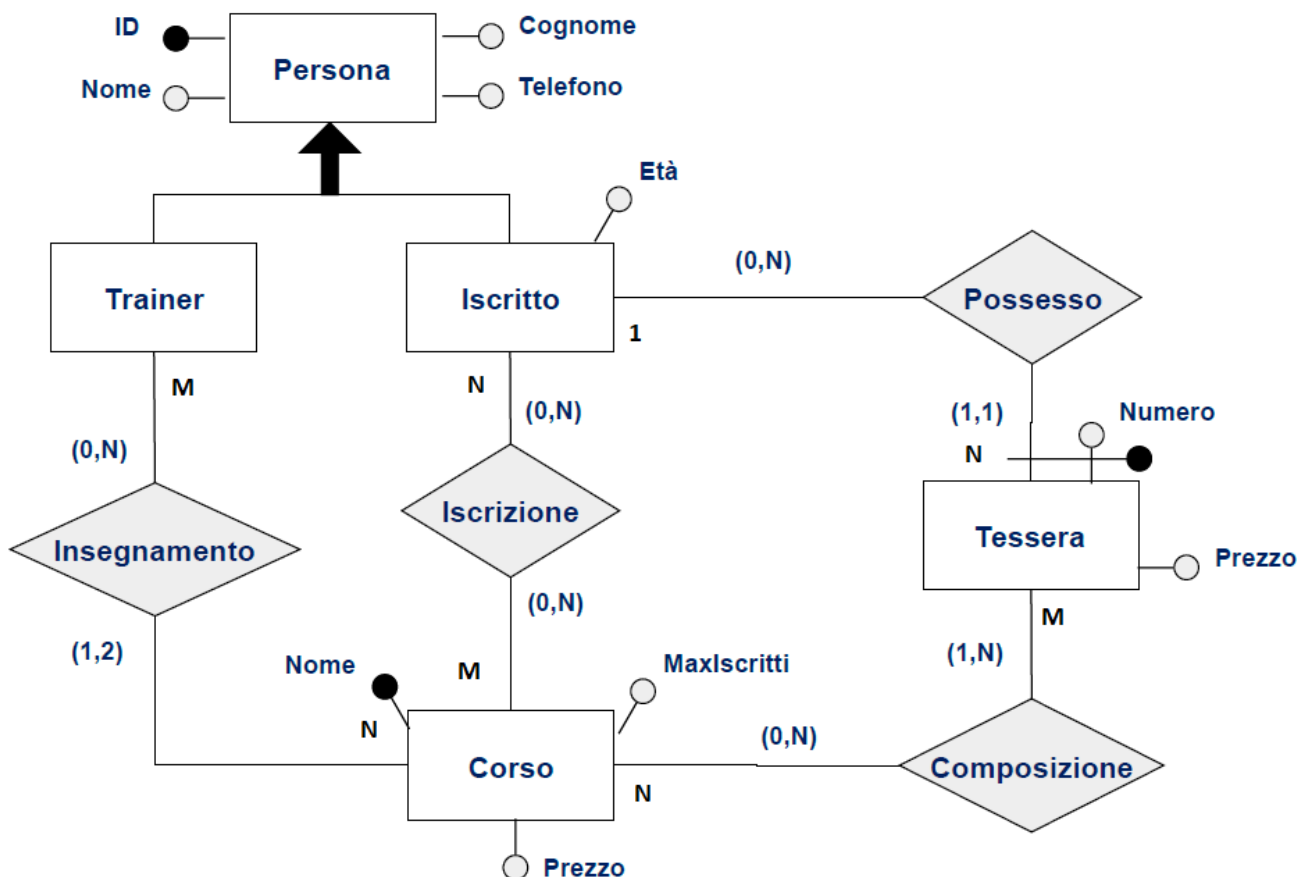 ID
Cognome
Persona
Nome
Telefono
Età
(0,N)
Trainer
Iscritto
Possesso
1
M
N
(0,N)
(1,1)
Numero
(0,N)
N
Iscrizione
Tessera
Insegnamento
Prezzo
(0,N)
M
(1,2)
(1,N)
Nome
M
MaxIscritti
N
(0,N)
Corso
Composizione
N
Prezzo